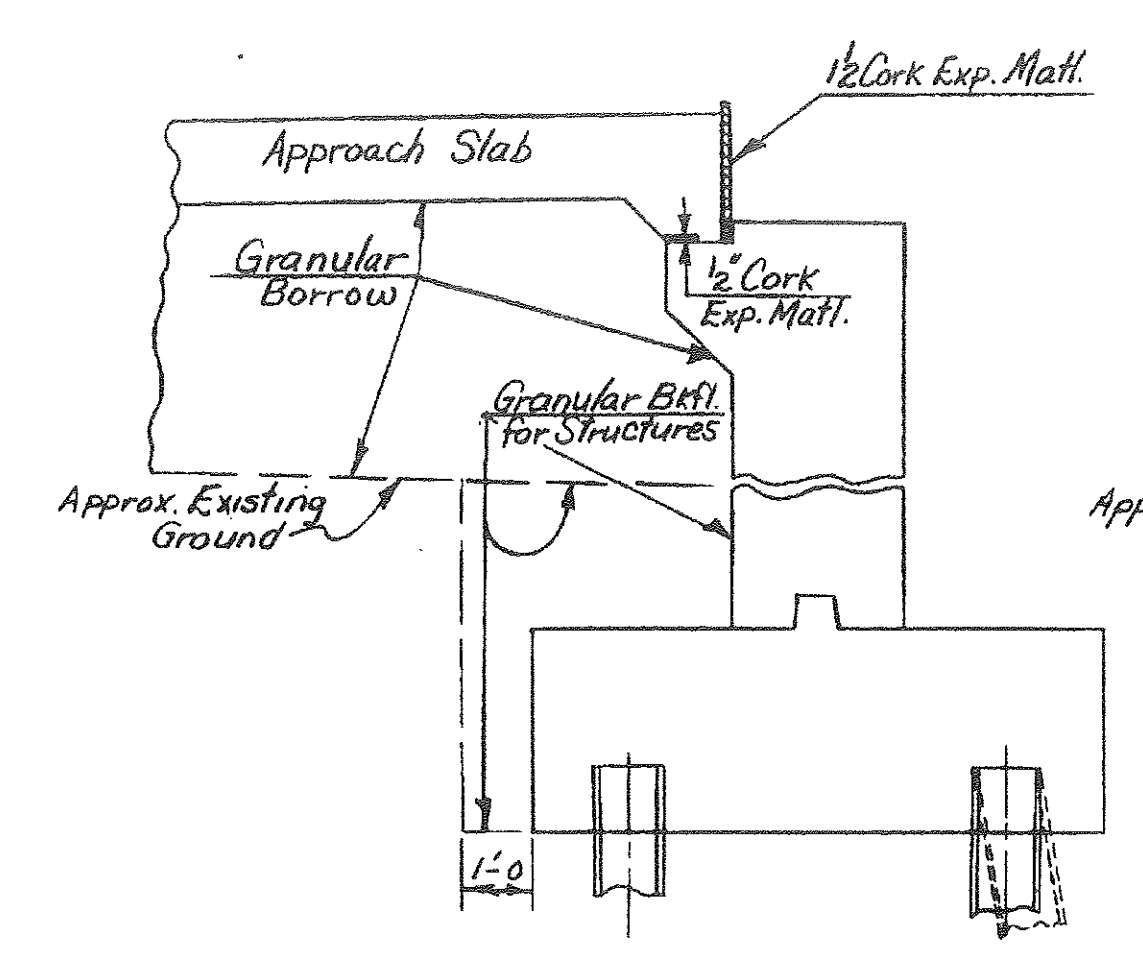 1½ Cork Exp. Matl.
Approach Slab
Granular
Borrow
½" Cork
Exp. Matl.
Granular Bkfl.
for Structures
Approx. Existing
Ground
App
1'-0